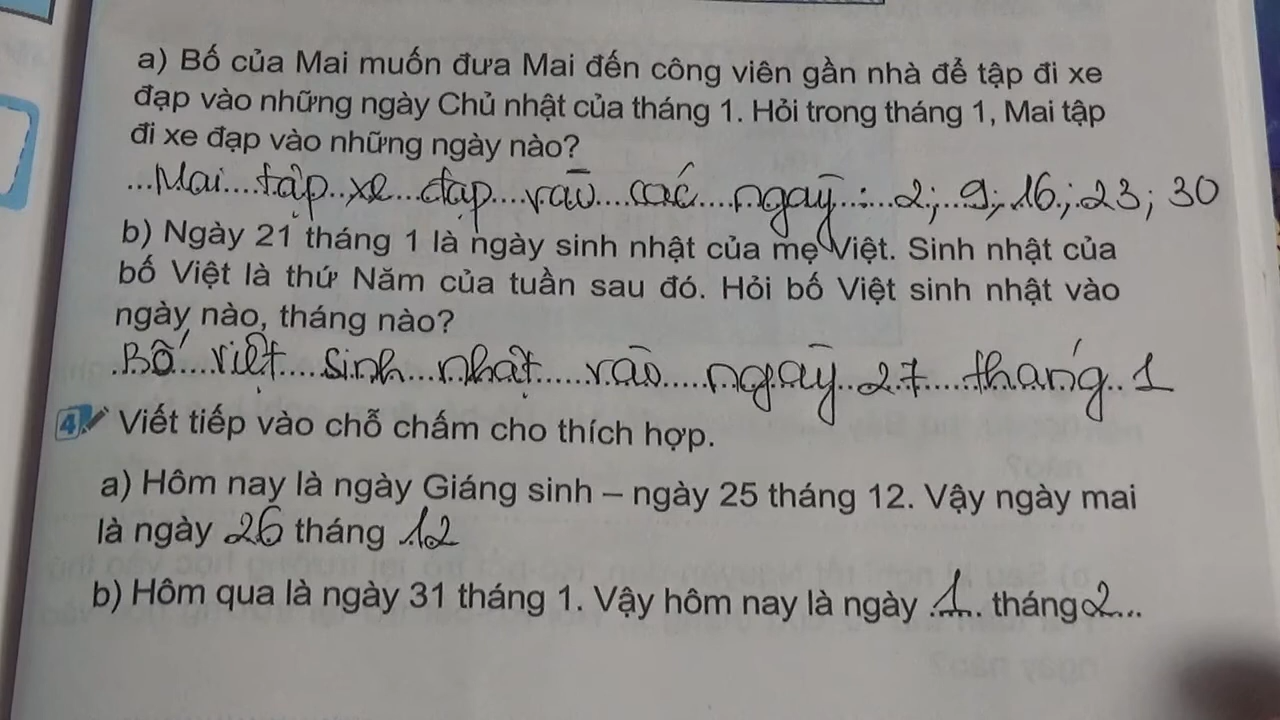 a) Bố của Mai muốn đưa Mai đến công viên gần nhà để tập đi xe
đạp vào những ngày Chủ nhật của tháng 1. Hỏi trong tháng 1, Mai tập
đi xe đạp vào những ngày nào?
...Mai....tập...xe...đạp....vào....các....ngày..:..2;..9;.16.;.23; 30
b) Ngày 21 tháng 1 là ngày sinh nhật của mẹ Việt. Sinh nhật của
bố Việt là thứ Năm của tuần sau đó. Hỏi bố Việt sinh nhật vào
ngày nào, tháng nào?
.Bố....việt....sinh...nhật.....vào.....ngày..27....tháng..1
4. Viết tiếp vào chỗ chấm cho thích hợp.
a) Hôm nay là ngày Giáng sinh – ngày 25 tháng 12. Vậy ngày mai
là ngày 26 tháng .12
b) Hôm qua là ngày 31 tháng 1. Vậy hôm nay là ngày ..1.. tháng 2...